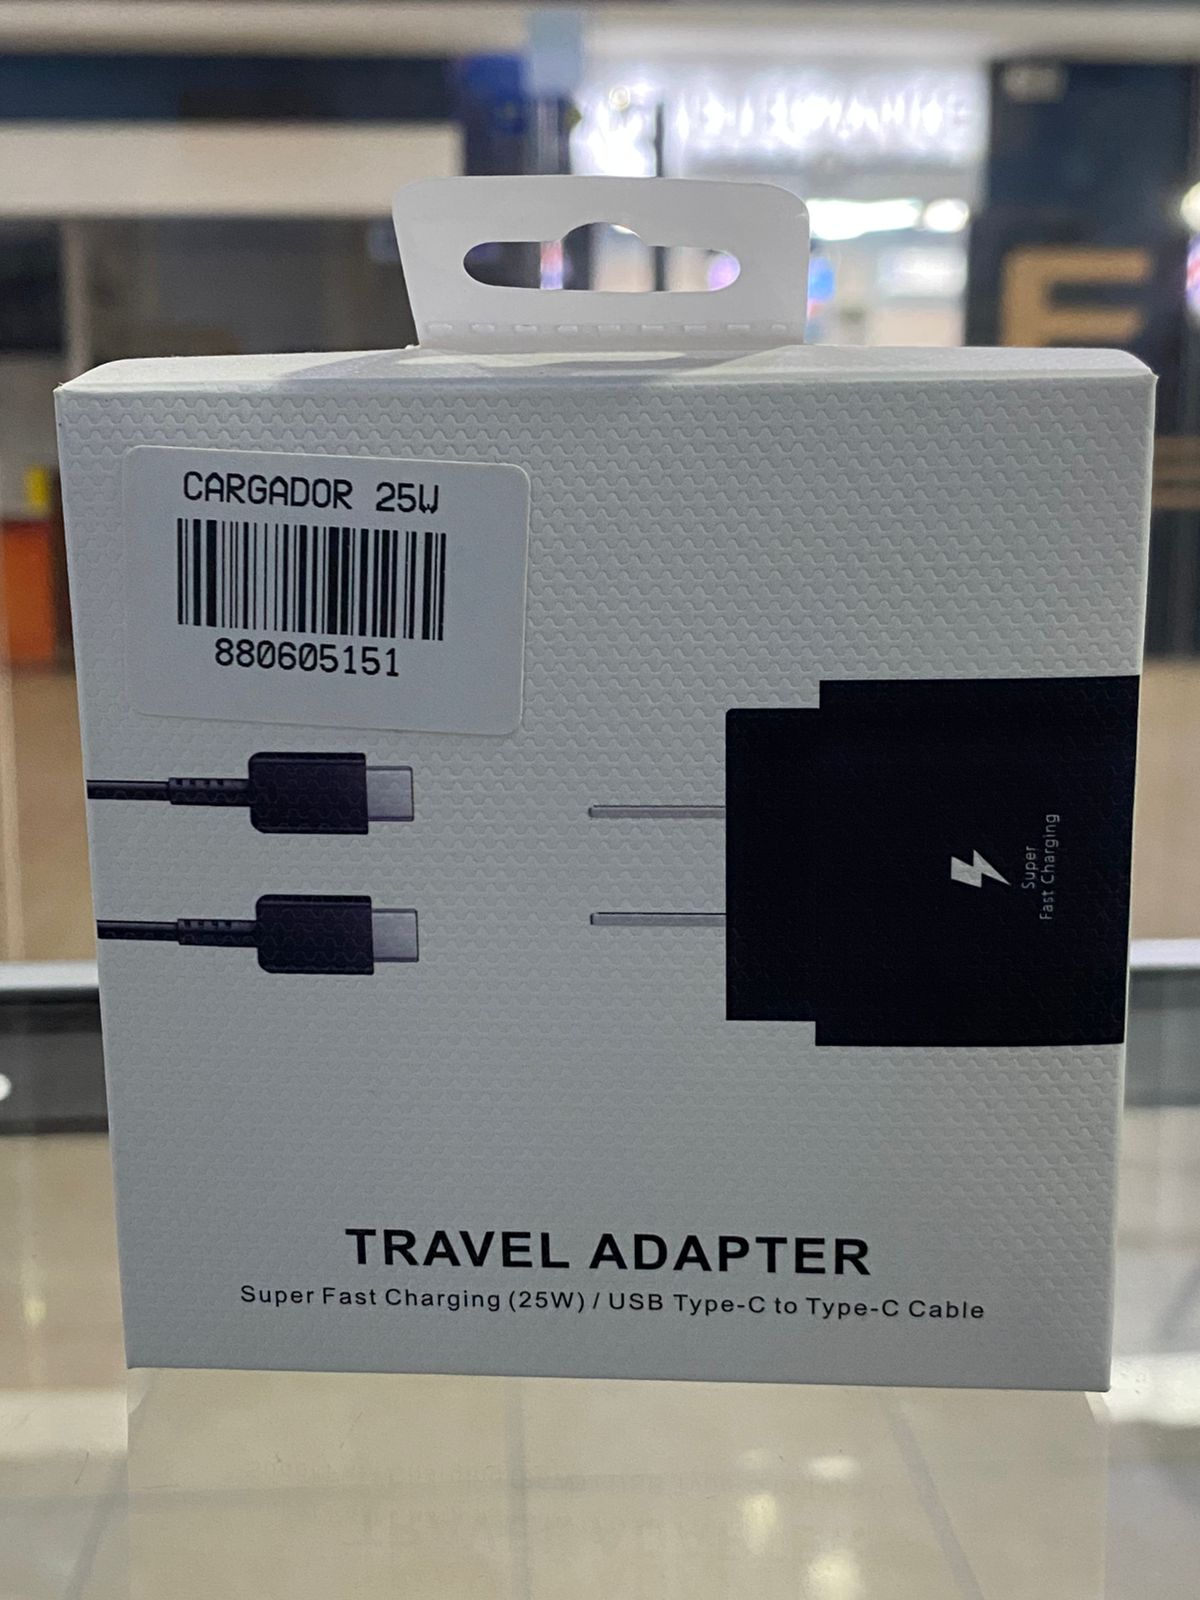 CARGADOR 25W
880605151
Super
Fast Charging
TRAVEL ADAPTER
Super Fast Charging (25W) / USB Type-C to Type-C Cable